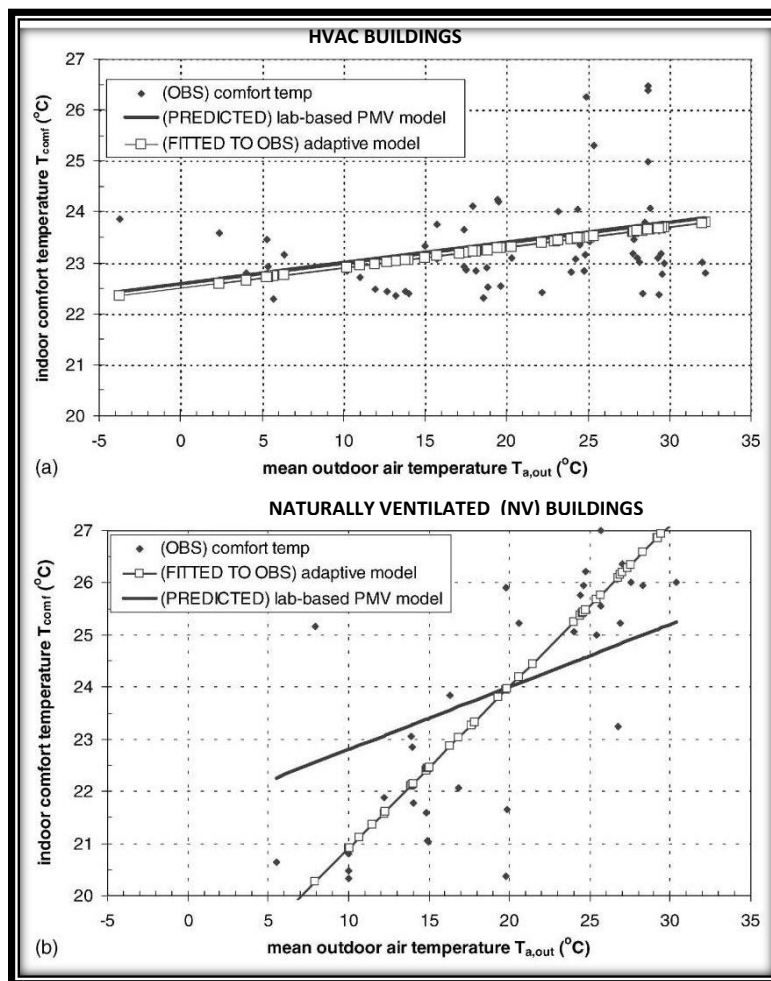 HVAC BUILDINGS
27
26
25
24
23
22
21
20
indoor comfort temperature Tcomf (°C)
(OBS) comfort temp
(PREDICTED) lab-based PMV model
(FITTED TO OBS) adaptive model
-5 0 5 10 15 20 25 30 35
(a)
mean outdoor air temperature Ta,out (°C)
NATURALLY VENTILATED (NV) BUILDINGS
27
26
25
24
23
22
21
20
indoor comfort temperature Tcomf (°C)
(OBS) comfort temp
(FITTED TO OBS) adaptive model
(PREDICTED) lab-based PMV model
-5 0 5 10 15 20 25 30 35
(b)
mean outdoor air temperature Ta,out (°C)